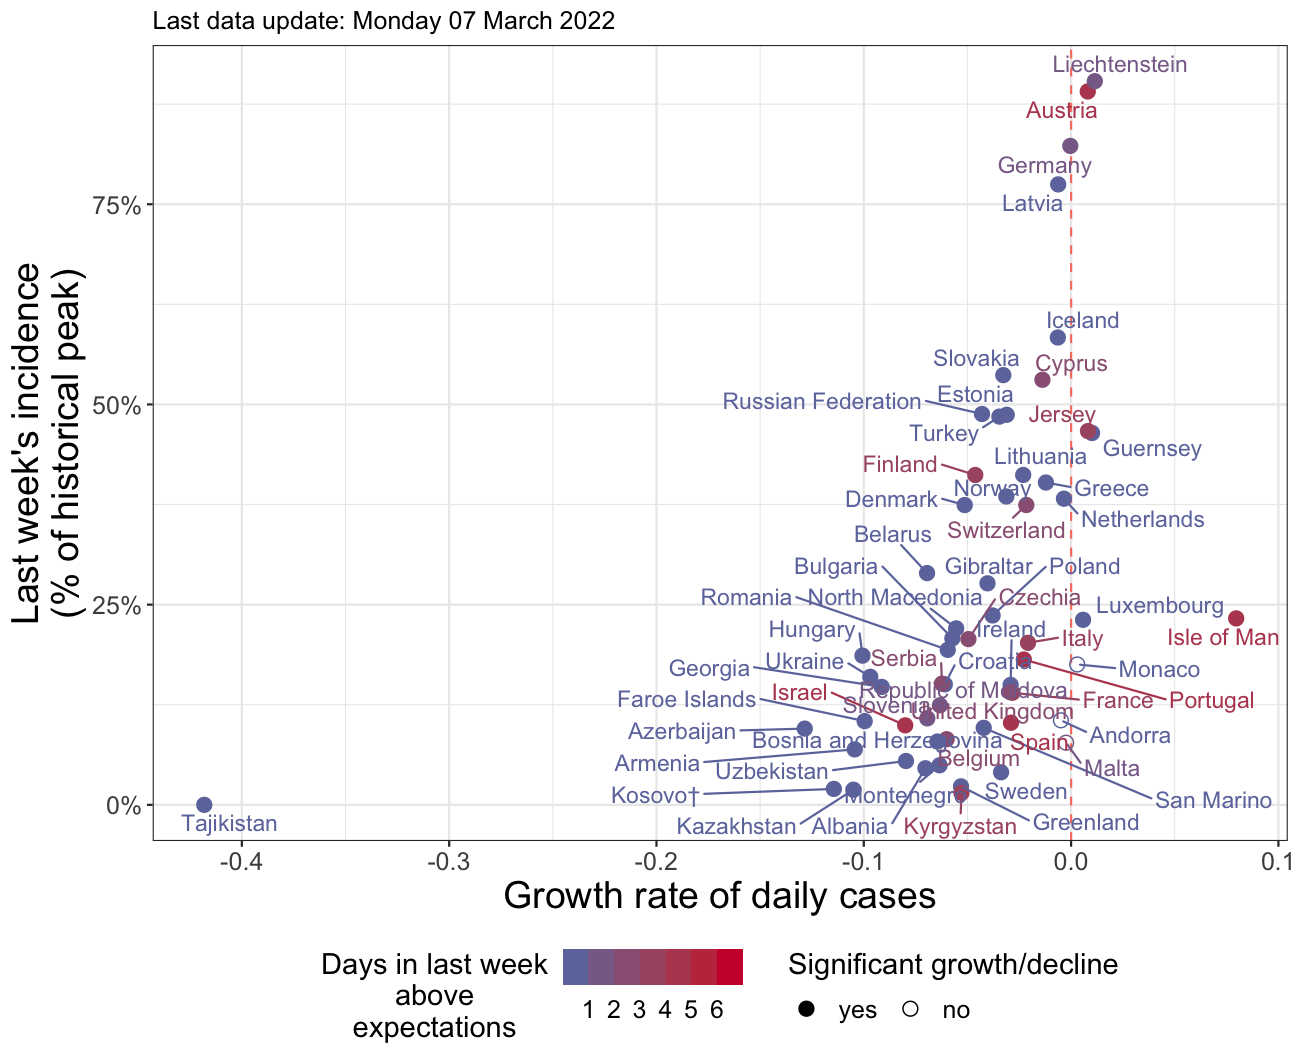 Last data update: Monday 07 March 2022
Last week's incidence
(% of historical peak)
75%
50%
25%
0%
Liechtenstein
Austria
Germany
Latvia
Iceland
Slovakia
Cyprus
Estonia
Russian Federation
Jersey
Turkey
Guernsey
Lithuania
Finland
Norway
Greece
Denmark
Netherlands
Switzerland
Belarus
Bulgaria
Gibraltar
Poland
Romania
North Macedonia
Czechia
Luxembourg
Hungary
Ireland
Italy
Isle of Man
Ukraine
Serbia
Croatia
Georgia
Monaco
Israel
Republic of Moldova
Faroe Islands
Slovenia
France
Portugal
United Kingdom
Azerbaijan
Bosnia and Herzegovina
Spain
Andorra
Armenia
Uzbekistan
Belgium
Malta
Kosovo†
Montenegro
Sweden
San Marino
Tajikistan
Kazakhstan
Albania
Kyrgyzstan
Greenland
-0.4
-0.3
-0.2
-0.1
0.0
0.1
Growth rate of daily cases
Days in last week
above
expectations
1 2 3 4 5 6
Significant growth/decline
yes
no